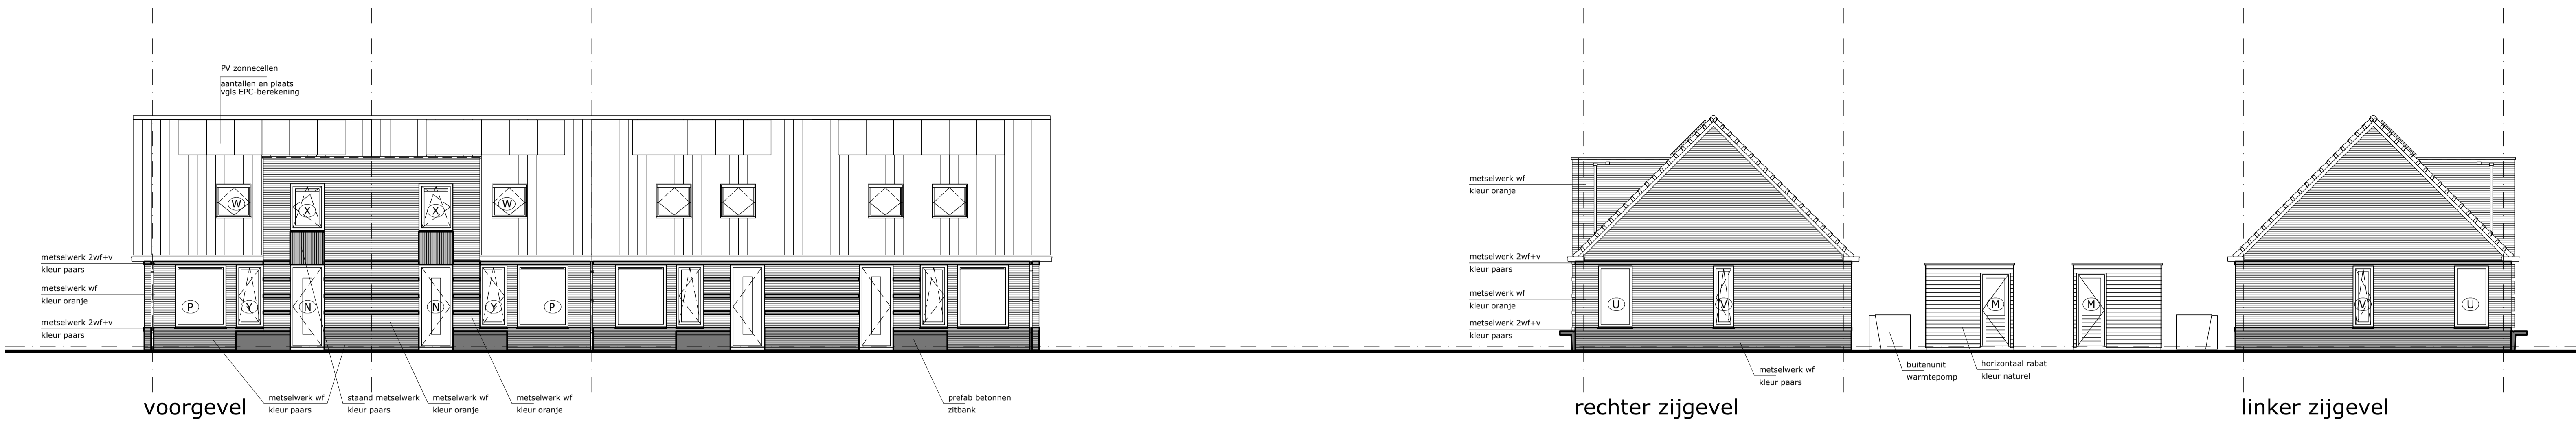 PV zonnecellen
aantallen en plaats
vgls EPC-berekening
W
X
X
W
metselwerk 2wf+v
kleur paars
metselwerk wf
kleur oranje
metselwerk 2wf+v
kleur paars
P
Y
N
N
Y
P
metselwerk wf
kleur paars
staand metselwerk
kleur paars
metselwerk wf
kleur oranje
metselwerk wf
kleur oranje
prefab betonnen
zitbank
voorgevel
metselwerk wf
kleur oranje
metselwerk 2wf+v
kleur paars
metselwerk wf
kleur oranje
metselwerk 2wf+v
kleur paars
U
V
M
M
V
U
metselwerk wf
kleur paars
buitenunit
warmtepomp
horizontaal rabat
kleur naturel
rechter zijgevel
linker zijgevel